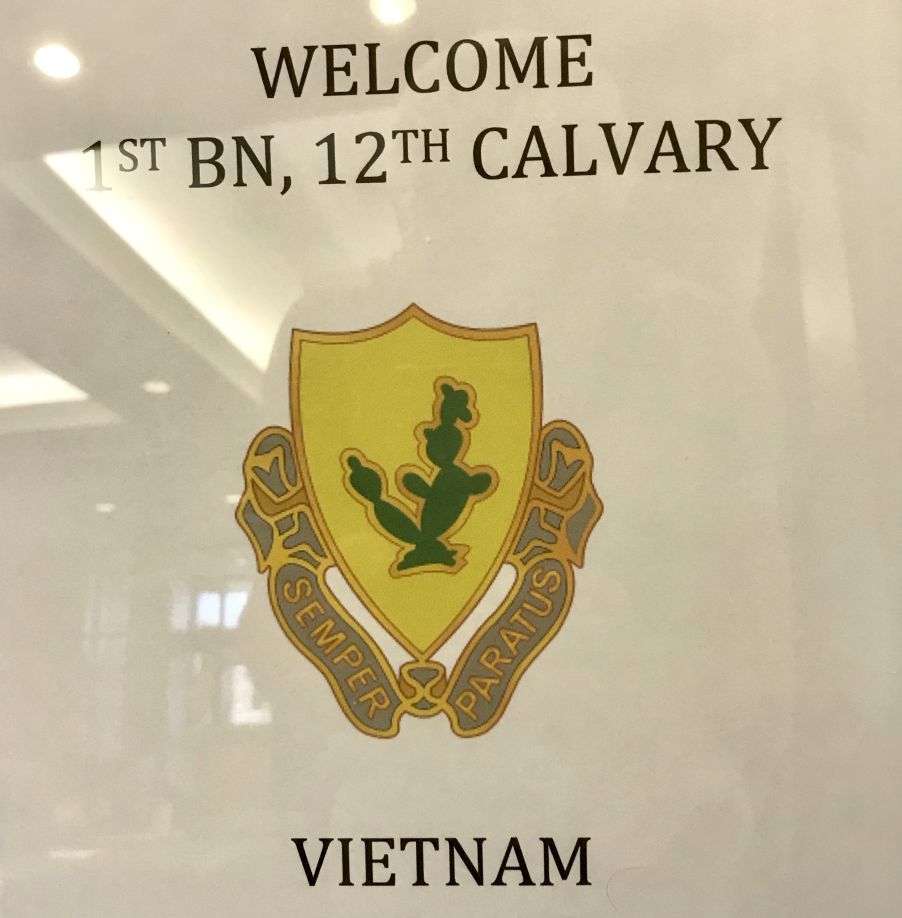 WELCOME
1ST BN, 12TH CALVARY
SEMPER PARATUS
VIETNAM